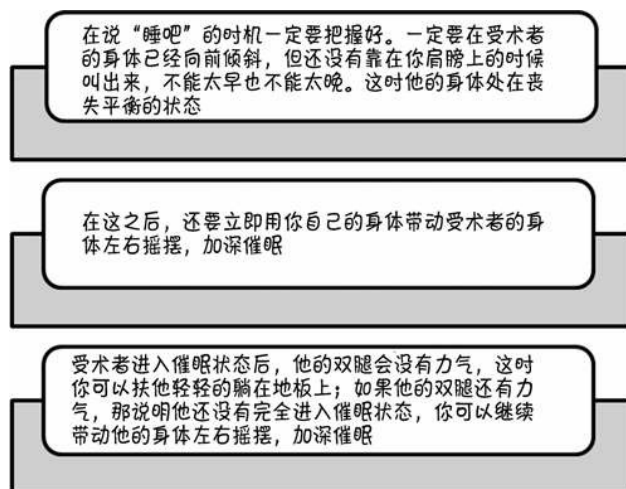 在说“睡吧”的时机一定要把握好。一定要在受术者
的身体已经向前倾斜，但还没有靠在你肩膀上的时候
叫出来，不能太早也不能太晚。这时他的身体处在丧
失平衡的状态
在这之后，还要立即用你自己的身体带动受术者的身
体左右摇摆，加深催眠
受术者进入催眠状态后，他的双腿会没有力气，这时
你可以扶他轻轻的躺在地板上；如果他的双腿还有力
气，那说明他还没有完全进入催眠状态，你可以继续
带动他的身体左右摇摆，加深催眠